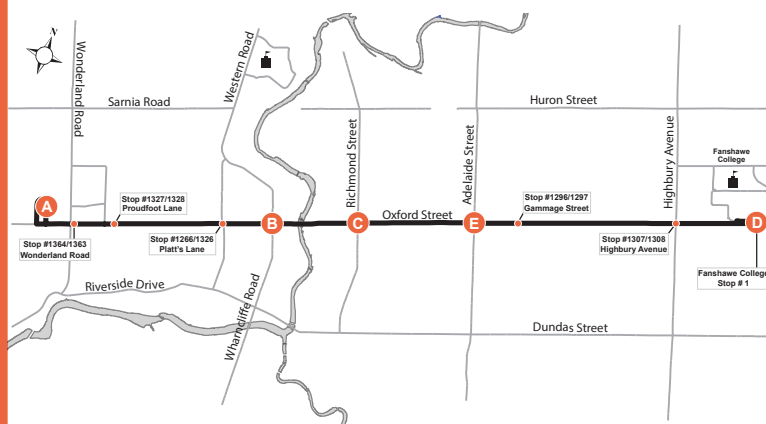 N
Wonderland Road
Western Road
Sarnia Road
Huron Street
Richmond Street
Adelaide Street
Highbury Avenue
Fanshawe
College
A
Stop #1327/1328
Proudfoot Lane
Stop #1296/1297
Gammage Street
Oxford Street
B
C
E
D
Stop #1364/1363
Wonderland Road
Stop #1266/1326
Platt's Lane
Stop #1307/1308
Highbury Avenue
Fanshawe College
Stop # 1
Riverside Drive
Wharncliffe Road
Dundas Street